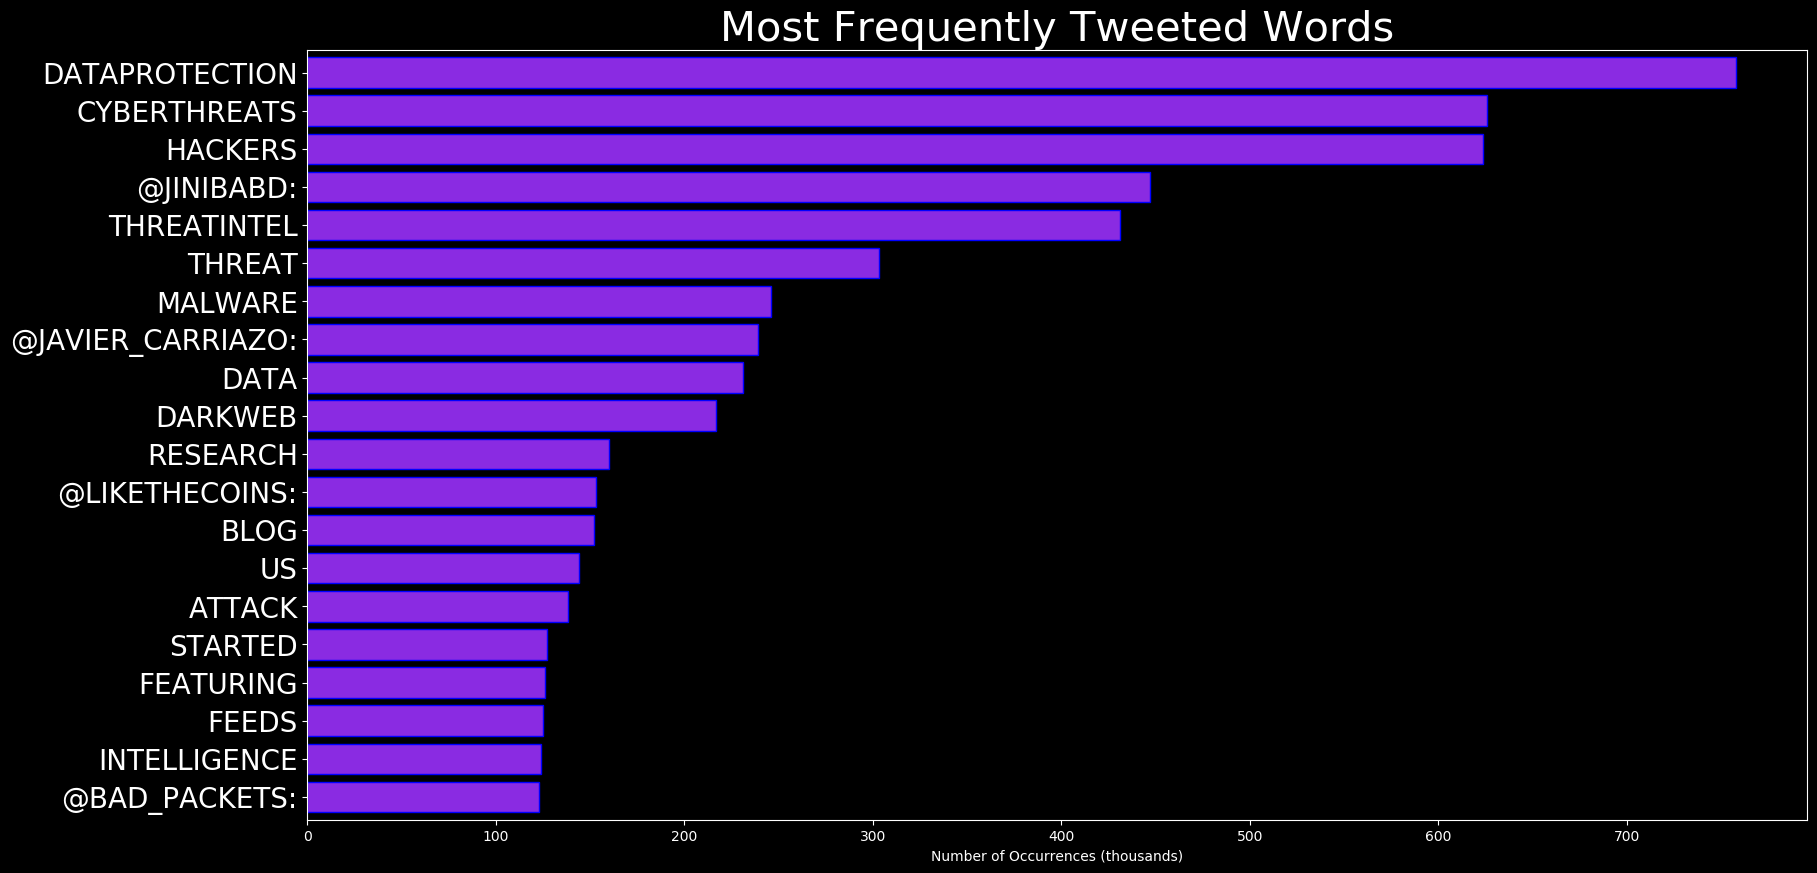 Most Frequently Tweeted Words
DATAPROTECTION
CYBERTHREATS
HACKERS
@JINIBABD:
THREATINTEL
THREAT
MALWARE
@JAVIER_CARRIAZO:
DATA
DARKWEB
RESEARCH
@LIKETHECOINS:
BLOG
US
ATTACK
STARTED
FEATURING
FEEDS
INTELLIGENCE
@BAD_PACKETS:
0 100 200 300 400 500 600 700
Number of Occurrences (thousands)